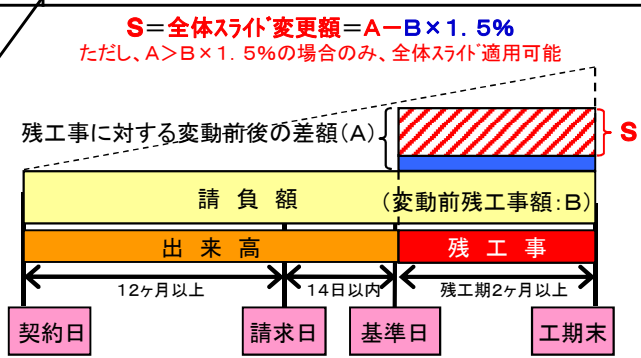 S=全体スライド変更額=A-B×1.5%
ただし、A>B×1.5%の場合のみ、全体スライド適用可能
残工事に対する変動前後の差額(A)
S
請負額
(変動前残工事額:B)
出来高
残工事
12ヶ月以上
14日以内
残工期2ヶ月以上
契約日
請求日
基準日
工期末